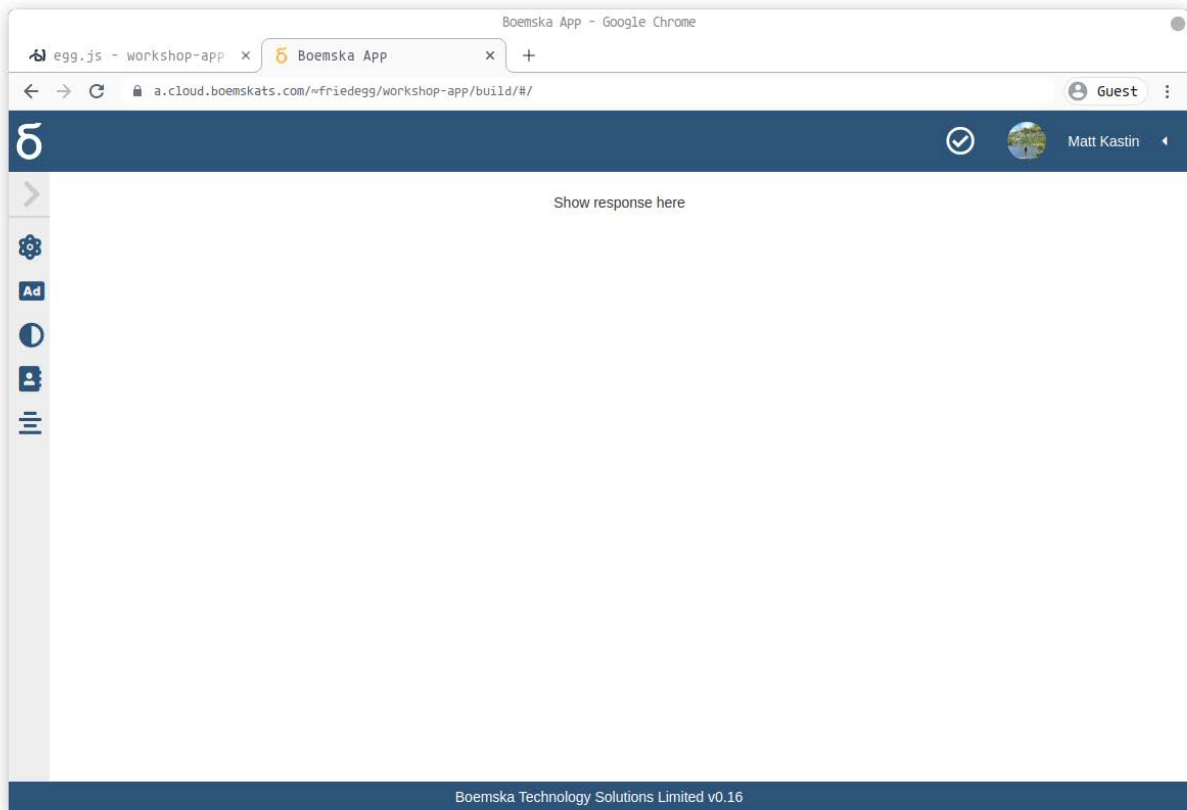 Boemska App - Google Chrome
egg.js - workshop-app
Boemska App
a.cloud.boemskats.com/~friedegg/workshop-app/build/#/
Guest
Matt Kastin
Show response here
Ad
Boemska Technology Solutions Limited v0.16